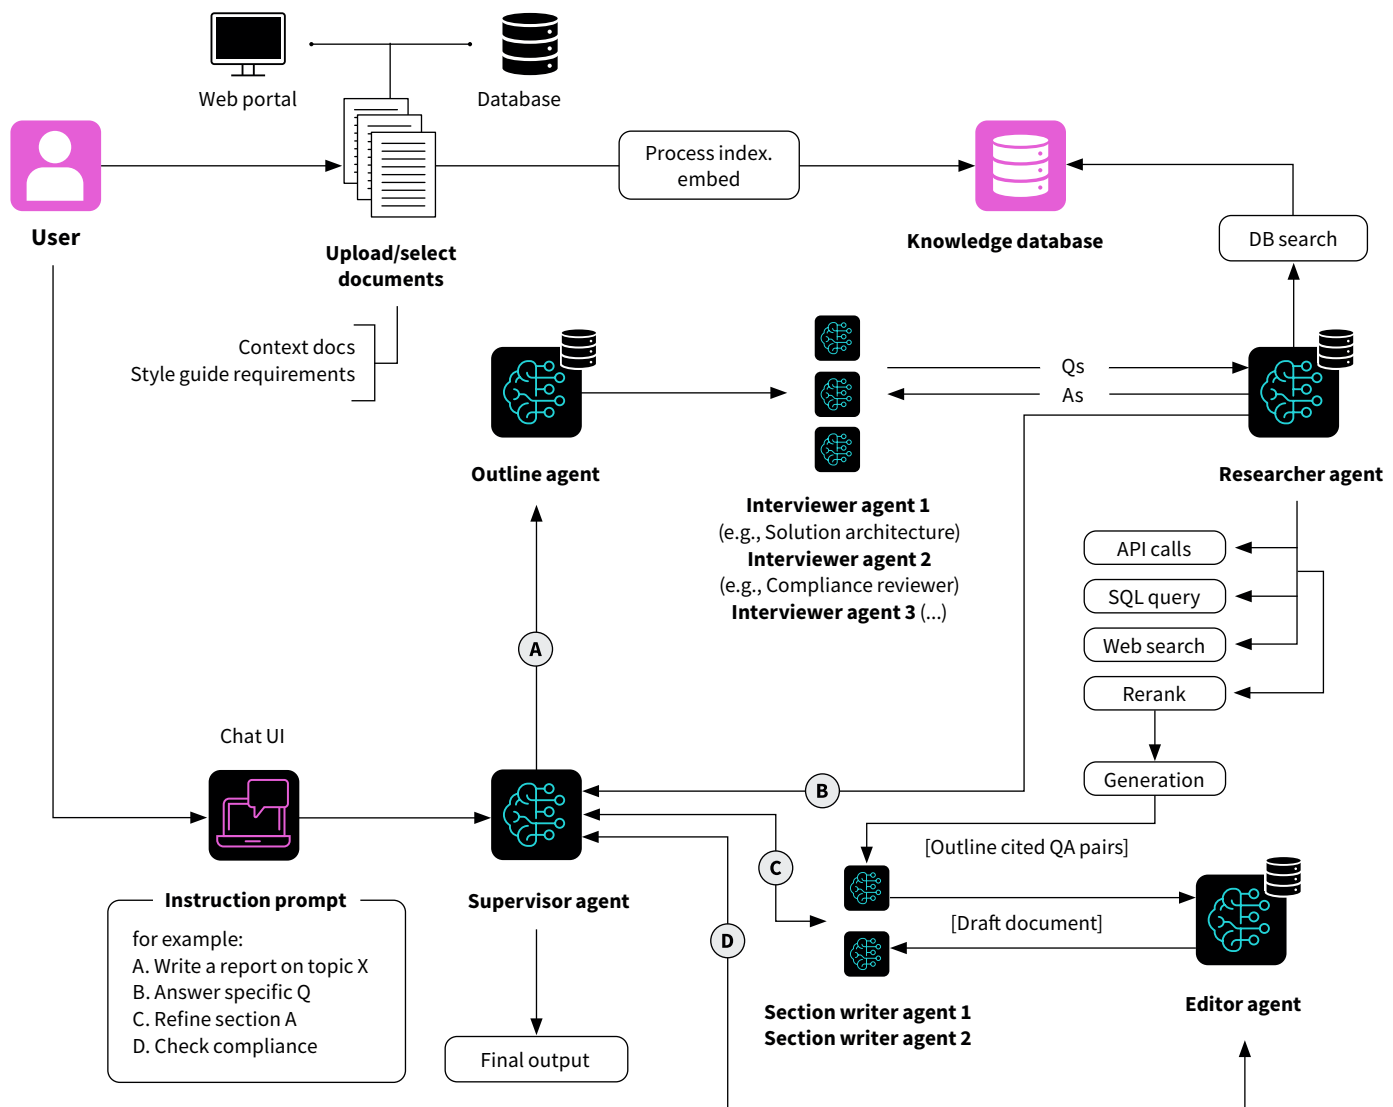 Web portal
Database
Process index.
embed
User
Upload/select
documents
Knowledge database
DB search
Context docs
Style guide requirements
Qs
As
Outline agent
Researcher agent
Interviewer agent 1
(e.g., Solution architecture)
Interviewer agent 2
(e.g., Compliance reviewer)
Interviewer agent 3 (...)
API calls
SQL query
Web search
Rerank
Generation
A
Chat UI
B
[Outline cited QA pairs]
C
Instruction prompt
for example:
A. Write a report on topic X
B. Answer specific Q
C. Refine section A
D. Check compliance
Supervisor agent
[Draft document]
D
Editor agent
Section writer agent 1
Section writer agent 2
Final output